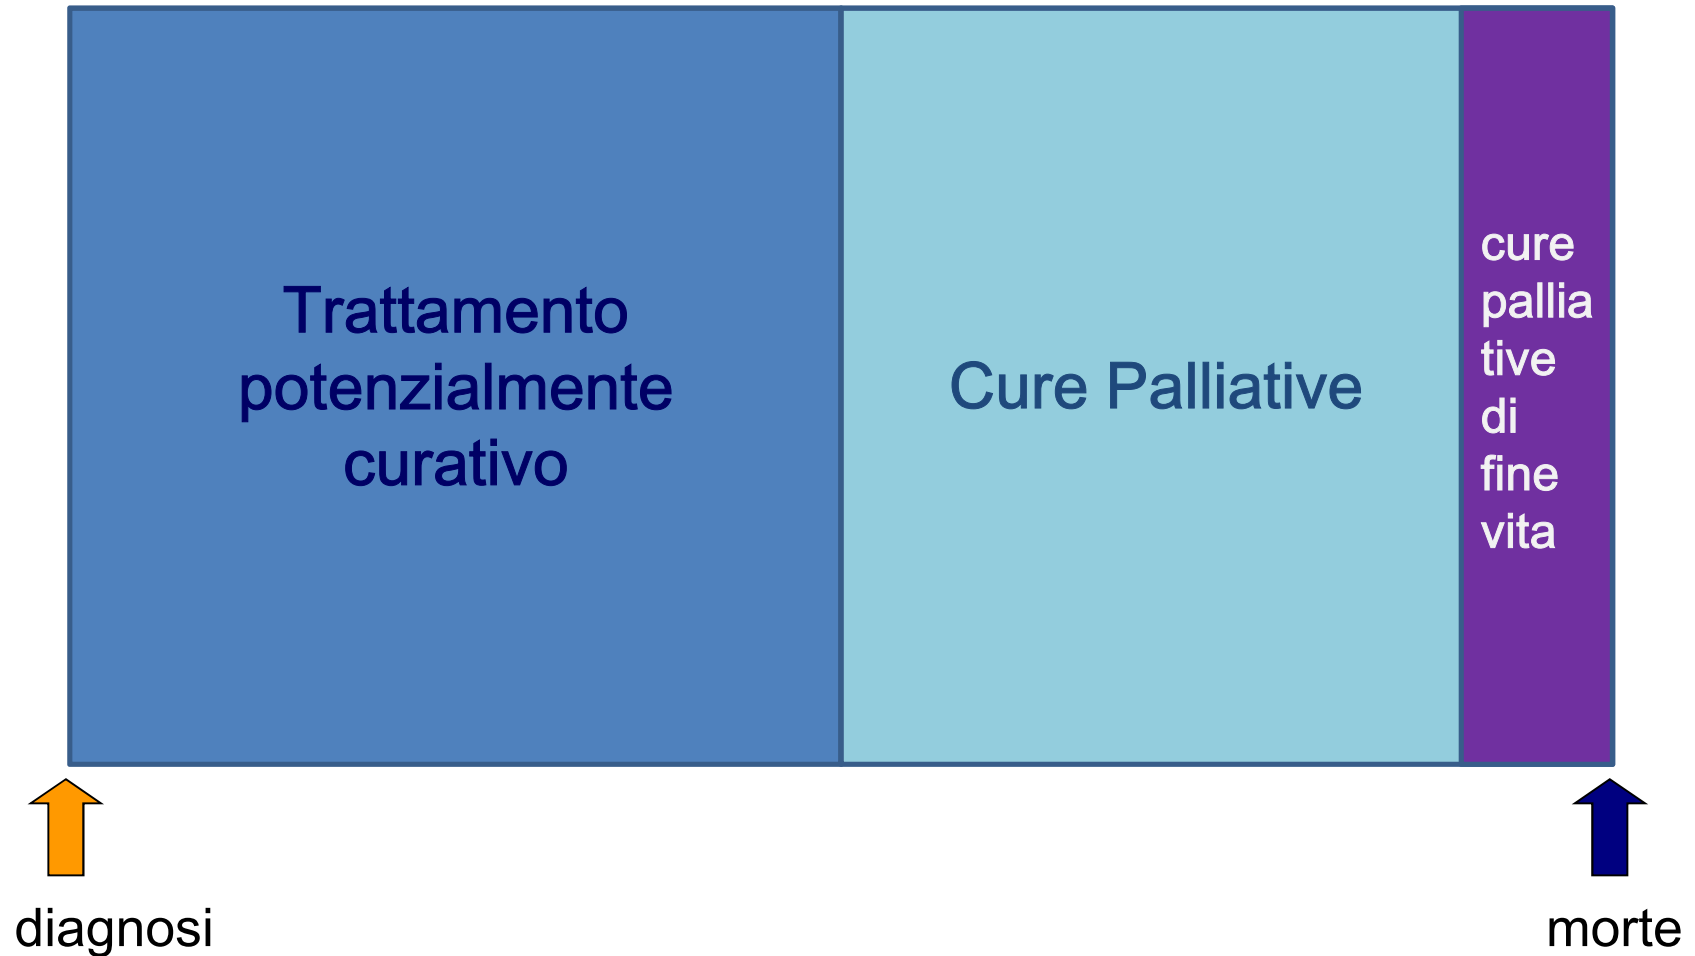 Trattamento
potenzialmente
curativo
Cure Palliative
cure
pallia
tive
di
fine
vita
diagnosi
morte